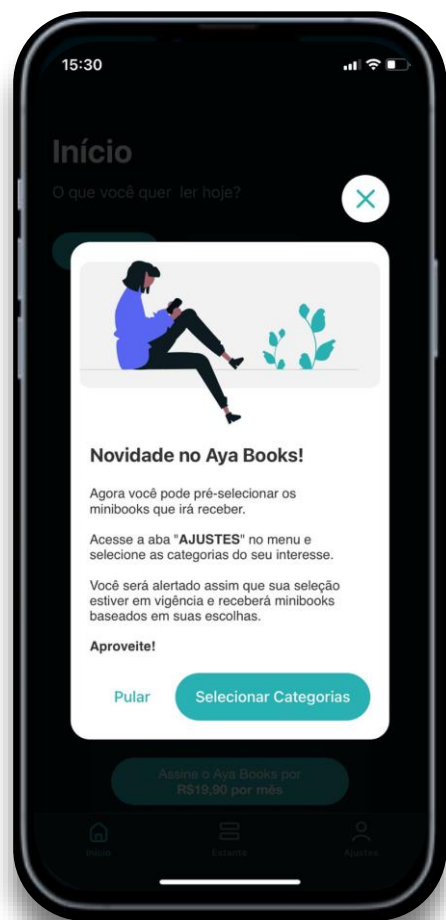 15:30
Início
O que você quer ler hoje?
Novidade no Aya Books!
Agora você pode pré-selecionar os
minibooks que irá receber.
Acesse a aba "AJUSTES" no menu e
selecione as categorias do seu interesse.
Você será alertado assim que sua seleção
estiver em vigência e receberá minibooks
baseados em suas escolhas.
Aproveite!
Pular
Selecionar Categorias
Assine o Aya Books por
R$19,90 por mês
Início
Estante
Ajustes